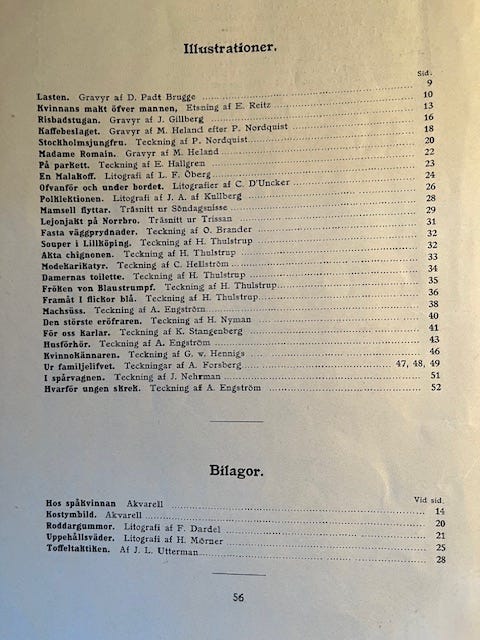 Illustrationer.
Sid.
Lasten. Gravyr af D. Padt Brugge 9
Kvinnans makt öfver mannen, Etsning af E. Reitz 10
Risbadstugan. Gravyr af J. Gillberg 13
Kaffebeslaget. Gravyr af M. Heland efter P. Nordquist 16
Stockholmsjungfru. Teckning af P. Nordquist 18
Madame Romain. Gravyr af M. Heland 20
På parkett. Teckning af E. Hallgren 22
En Malakoff. Litografi af L. F. Öberg 23
Ofvanför och under bordet. Litografier af C. D'Uncker 24
Polklektionen. Litografi af J. A. af Kullberg 26
Mamsell flyttar. Träsnitt ur Söndagsnisse 28
Lejonjakt på Norrbro. Träsnitt ur Trissan 29
Fasta väggprydnader. Teckning af O. Brander 31
Souper i Lillköping. Teckning af H. Thulstrup 32
Akta chignonen. Teckning af H. Thulstrup 32
ModeKariKatyr. Teckning af C. Hellström 33
Damernas toilette. Teckning af H. Thulstrup 34
Fröken von Blaustrumpf. Teckning af H. Thulstrup 35
Framåt I flickor blå. Teckning af H. Thulstrup 36
Machsüss. Teckning af A. Engström 38
Den störste eröfraren. Teckning af H. Nyman 40
För oss Karlar. Teckning af K. Stangenberg 41
Husförhör. Teckning af A. Engström 43
KvinnoKännaren. Teckning af G. v. Hennigs 46
Ur familjelifvet. Teckningar af A. Forsberg 47, 48, 49
I spårvagnen. Teckning af J. Nehrman 51
Hvarför ungen skrek. Teckning af A. Engström 52
Bilagor.
Vid sid.
Hos spåkvinnan Akvarell 14
Kostymbild. Akvarell 20
Roddargummor. Litografi af F. Dardel 21
Uppehållsväder. Litografi af H. Mörner 25
Toffeltaktiken. Af J. L. Utterman 28
56